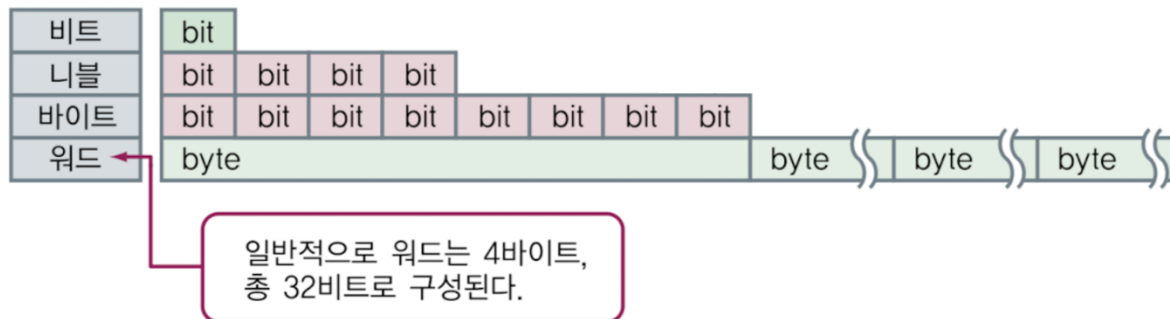 비트 bit
니블 bit bit bit bit
바이트 bit bit bit bit bit bit bit bit
워드 byte byte byte byte
일반적으로 워드는 4바이트,
총 32비트로 구성된다.